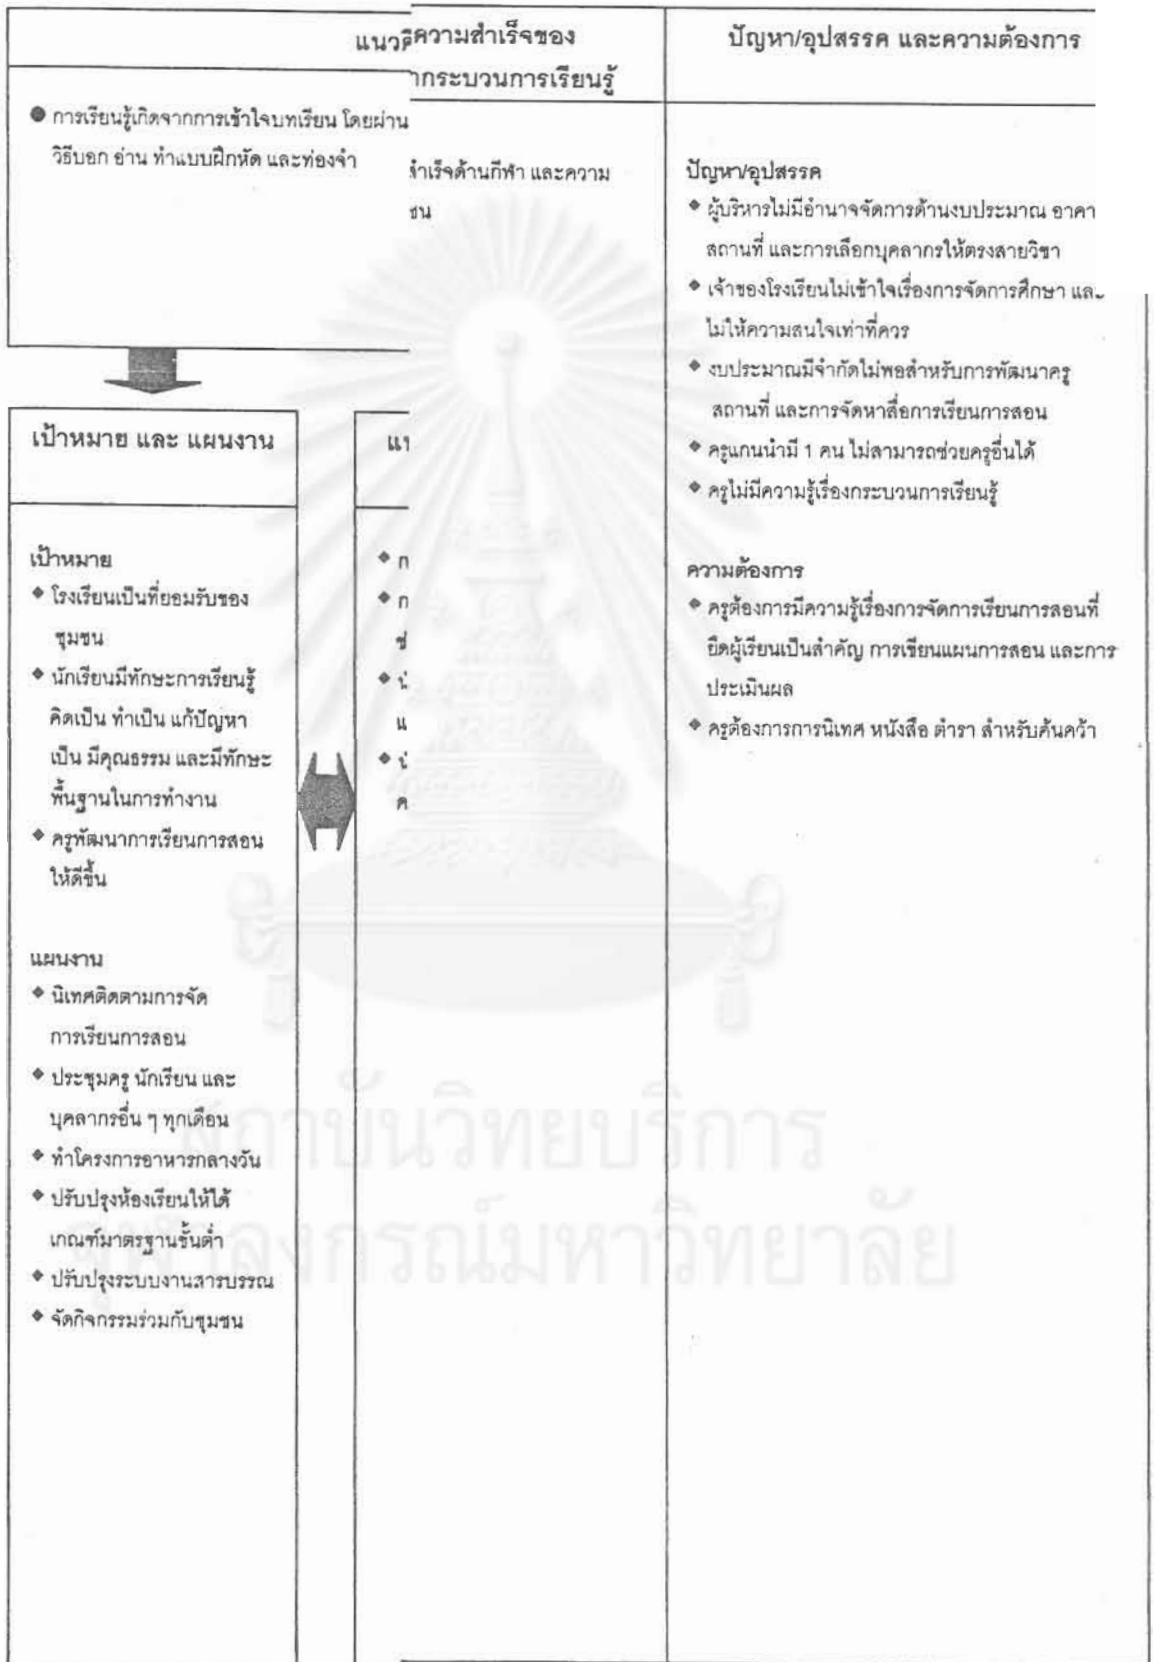 แนวคิ
● การเรียนรู้เกิดจากการเข้าใจบทเรียน โดยผ่าน
วิธีบอก อ่าน ทำแบบฝึกหัด และท่องจำ
เป้าหมาย และ แผนงาน
เป้าหมาย
◆ โรงเรียนเป็นที่ยอมรับของ
ชุมชน
◆ นักเรียนมีทักษะการเรียนรู้
คิดเป็น ทำเป็น แก้ปัญหา
เป็น มีคุณธรรม และมีทักษะ
พื้นฐานในการทำงาน
◆ ครูพัฒนาการเรียนการสอน
ให้ดีขึ้น
แผนงาน
◆ นิเทศติดตามการจัด
การเรียนการสอน
◆ ประชุมครู นักเรียน และ
บุคลากรอื่น ๆ ทุกเดือน
◆ ทำโครงการอาหารกลางวัน
◆ ปรับปรุงห้องเรียนให้ได้
เกณฑ์มาตรฐานขั้นต่ำ
◆ ปรับปรุงระบบงานสารบรรณ
◆ จัดกิจกรรมร่วมกับชุมชน
◆ ก
◆ ก
ช่
◆ น่
แ
◆ น่
ค
ความสำเร็จของ
ากระบวนการเรียนรู้
สำเร็จด้านกีฬา และความ
ชน
ปัญหา/อุปสรรค และความต้องการ
ปัญหา/อุปสรรค
◆ ผู้บริหารไม่มีอำนาจจัดการด้านงบประมาณ อาคา
สถานที่ และการเลือกบุคลากรให้ตรงสายวิชา
◆ เจ้าของโรงเรียนไม่เข้าใจเรื่องการจัดการศึกษา และ
ไม่ให้ความสนใจเท่าที่ควร
◆ งบประมาณมีจำกัดไม่พอสำหรับการพัฒนาครู
สถานที่ และการจัดหาสื่อการเรียนการสอน
◆ ครูแกนนำมี 1 คน ไม่สามารถช่วยครูอื่นได้
◆ ครูไม่มีความรู้เรื่องกระบวนการเรียนรู้
ความต้องการ
◆ ครูต้องการมีความรู้เรื่องการจัดการเรียนการสอนที่
ยึดผู้เรียนเป็นสำคัญ การเขียนแผนการสอน และการ
ประเมินผล
◆ ครูต้องการการนิเทศ หนังสือ ตำรา สำหรับค้นคว้า
สถาบันวิทยบริการ
จุฬาลงกรณ์มหาวิทยาลัย